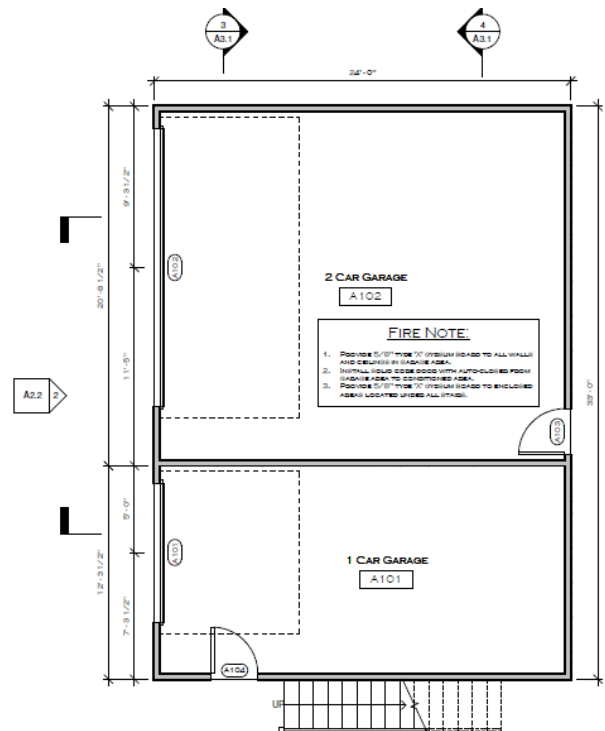 3
A3.1
4
A3.1
24'-0"
9'-3 1/2"
20'-8 1/2"
A102
11'-5"
2 CAR GARAGE
A102
FIRE NOTE:
1. PROVIDE 5/8" TYPE 'X' GYPSUM BOARD TO ALL WALLS
AND CEILINGS IN GARAGE AREA.
2. INSTALL SOLID CORE DOOR WITH AUTO-CLOSER FROM
GARAGE AREA TO CONDITIONED AREA.
3. PROVIDE 5/8" TYPE 'X' GYPSUM BOARD TO ENCLOSED
AREAS LOCATED UNDER ALL STAIRS.
33'-0"
A2.2 2
A103
5'-0"
12'-3 1/2"
A101
7'-3 1/2"
1 CAR GARAGE
A101
A104
UP